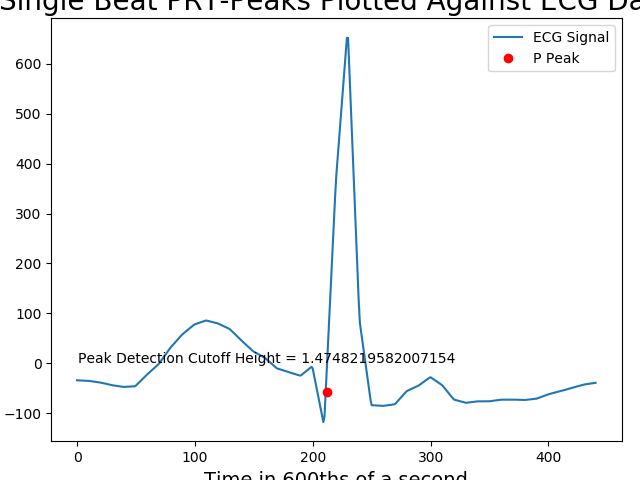 Single Beat PRT-Peaks Plotted Against ECG Da
ECG Signal
P Peak
600
500
400
300
200
100
0
−100
Peak Detection Cutoff Height = 1.4748219582007154
0 100 200 300 400
Time in 600ths of a second